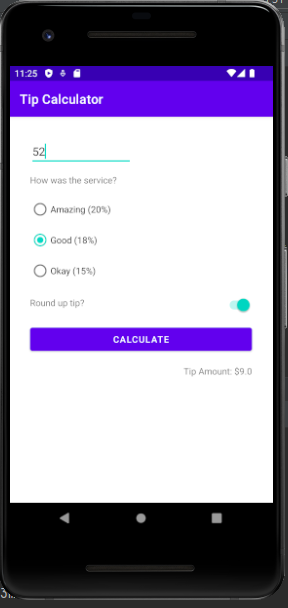 11:25
Tip Calculator
52
How was the service?
Amazing (20%)
Good (18%)
Okay (15%)
Round up tip?
CALCULATE
Tip Amount: $9.0